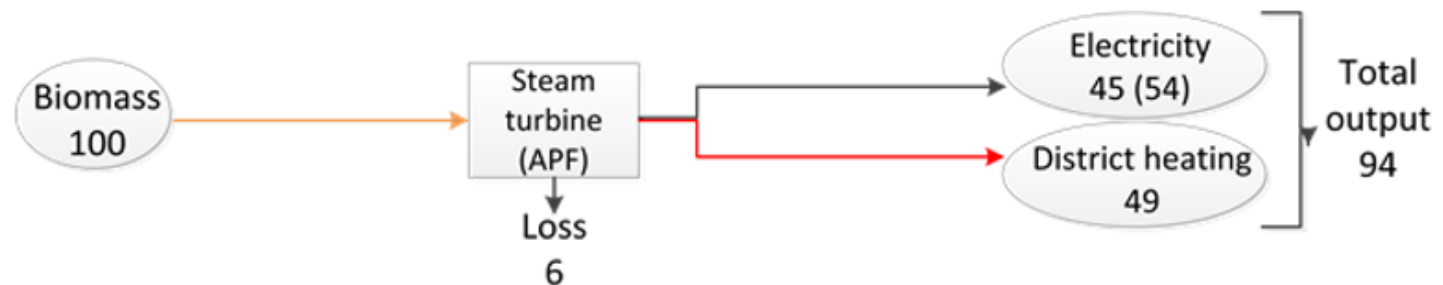 Biomass
100
Steam
turbine
(APF)
Loss
6
Electricity
45 (54)
District heating
49
Total
output
94